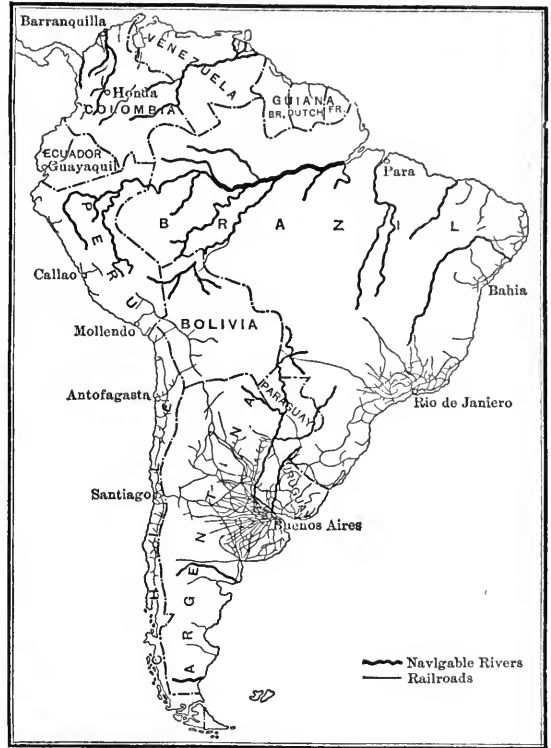 Barranquilla
VENEZUELA
Honda
COLOMBIA
GUIANA
BR. DUTCH FR.
ECUADOR
Guayaquil
Para
BRAZIL
PERU
Callao
Bahia
Mollendo
BOLIVIA
Antofagasta
PARAGUAY
Rio de Janiero
Santiago
URUGUAY
Buenos Aires
CHILE
ARGENTINA
Navigable Rivers
Railroads